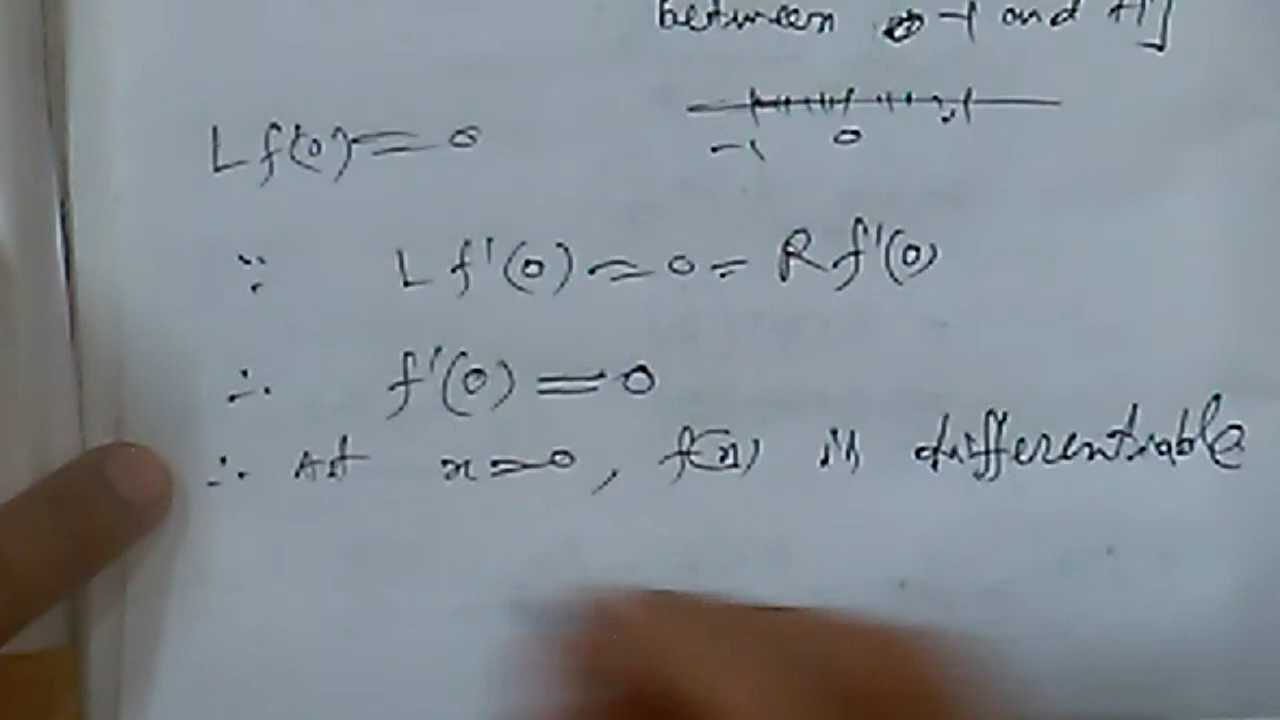 between -1 and +1]
-1 0
Lf'(0) = 0
∵ Lf'(0) = 0 = Rf'(0)
∴ f'(0) = 0
∴ At x=0, f(x) is differentiable